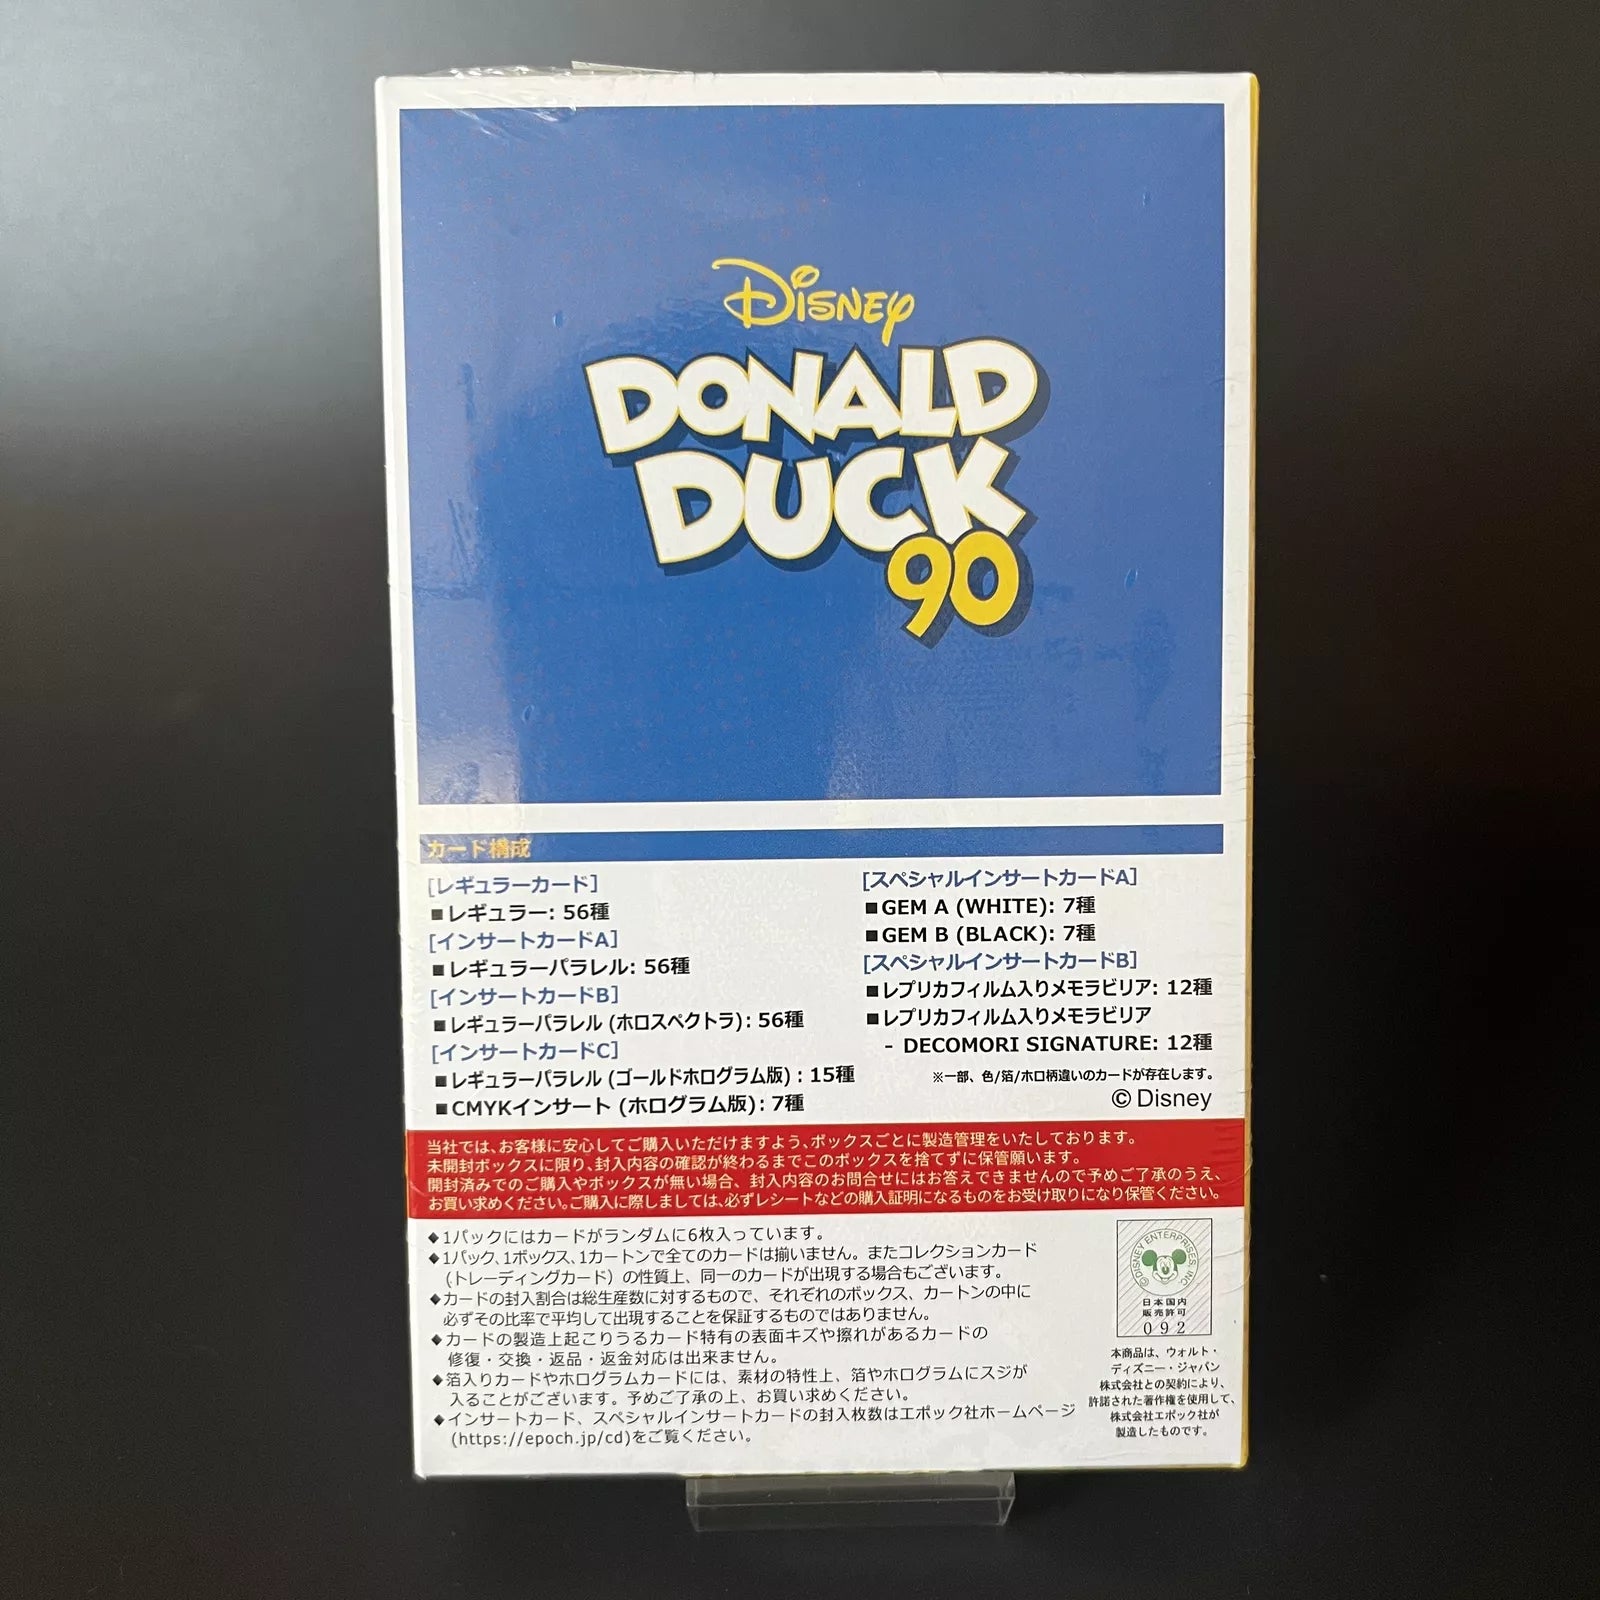 Disney
DONALD
DUCK
90
カード構成
[レギュラーカード]
■レギュラー: 56種
[インサートカードA]
■レギュラーパラレル: 56種
[インサートカードB]
■レギュラーパラレル (ホロスペクトラ): 56種
[インサートカードC]
■レギュラーパラレル (ゴールドホログラム版) : 15種
■CMYKインサート (ホログラム版): 7種
[スペシャルインサートカードA]
■GEM A (WHITE): 7種
■GEM B (BLACK): 7種
[スペシャルインサートカードB]
■レプリカフィルム入りメモラビリア: 12種
■レプリカフィルム入りメモラビリア
- DECOMORI SIGNATURE: 12種
※一部、色/箔/ホロ柄違いのカードが存在します。
© Disney
当社では、お客様に安心してご購入いただけますよう、ボックスごとに製造管理をいたしております。
未開封ボックスに限り、封入内容の確認が終わるまでこのボックスを捨てずに保管願います。
開封済みでのご購入やボックスが無い場合、封入内容のお問合せにはお答えできませんので予めご了承のうえ、
お買い求めください。ご購入に際しましては、必ずレシートなどの購入証明になるものをお受け取りになり保管ください。
◆1パックにはカードがランダムに6枚入っています。
◆1パック、1ボックス、1カートンで全てのカードは揃いません。またコレクションカード
(トレーディングカード) の性質上、同一のカードが出現する場合もございます。
◆カードの封入割合は総生産数に対するもので、それぞれのボックス、カートンの中に
必ずその比率で平均して出現することを保証するものではありません。
◆カードの製造上起こりうるカード特有の表面キズや擦れがあるカードの
修復・交換・返品・返金対応は出来ません。
◆箔入りカードやホログラムカードには、素材の特性上、箔やホログラムにスジが
入ることがございます。予めご了承の上、お買い求めください。
◆インサートカード、スペシャルインサートカードの封入枚数はエポック社ホームページ
(https://epoch.jp/cd)をご覧ください。
©DISNEY ENTERPRISES, INC.
日本国内
販売許可
092
本商品は、ウォルト・
ディズニー・ジャパン
株式会社との契約により、
許諾された著作権を使用して、
株式会社エポック社が
製造したものです。